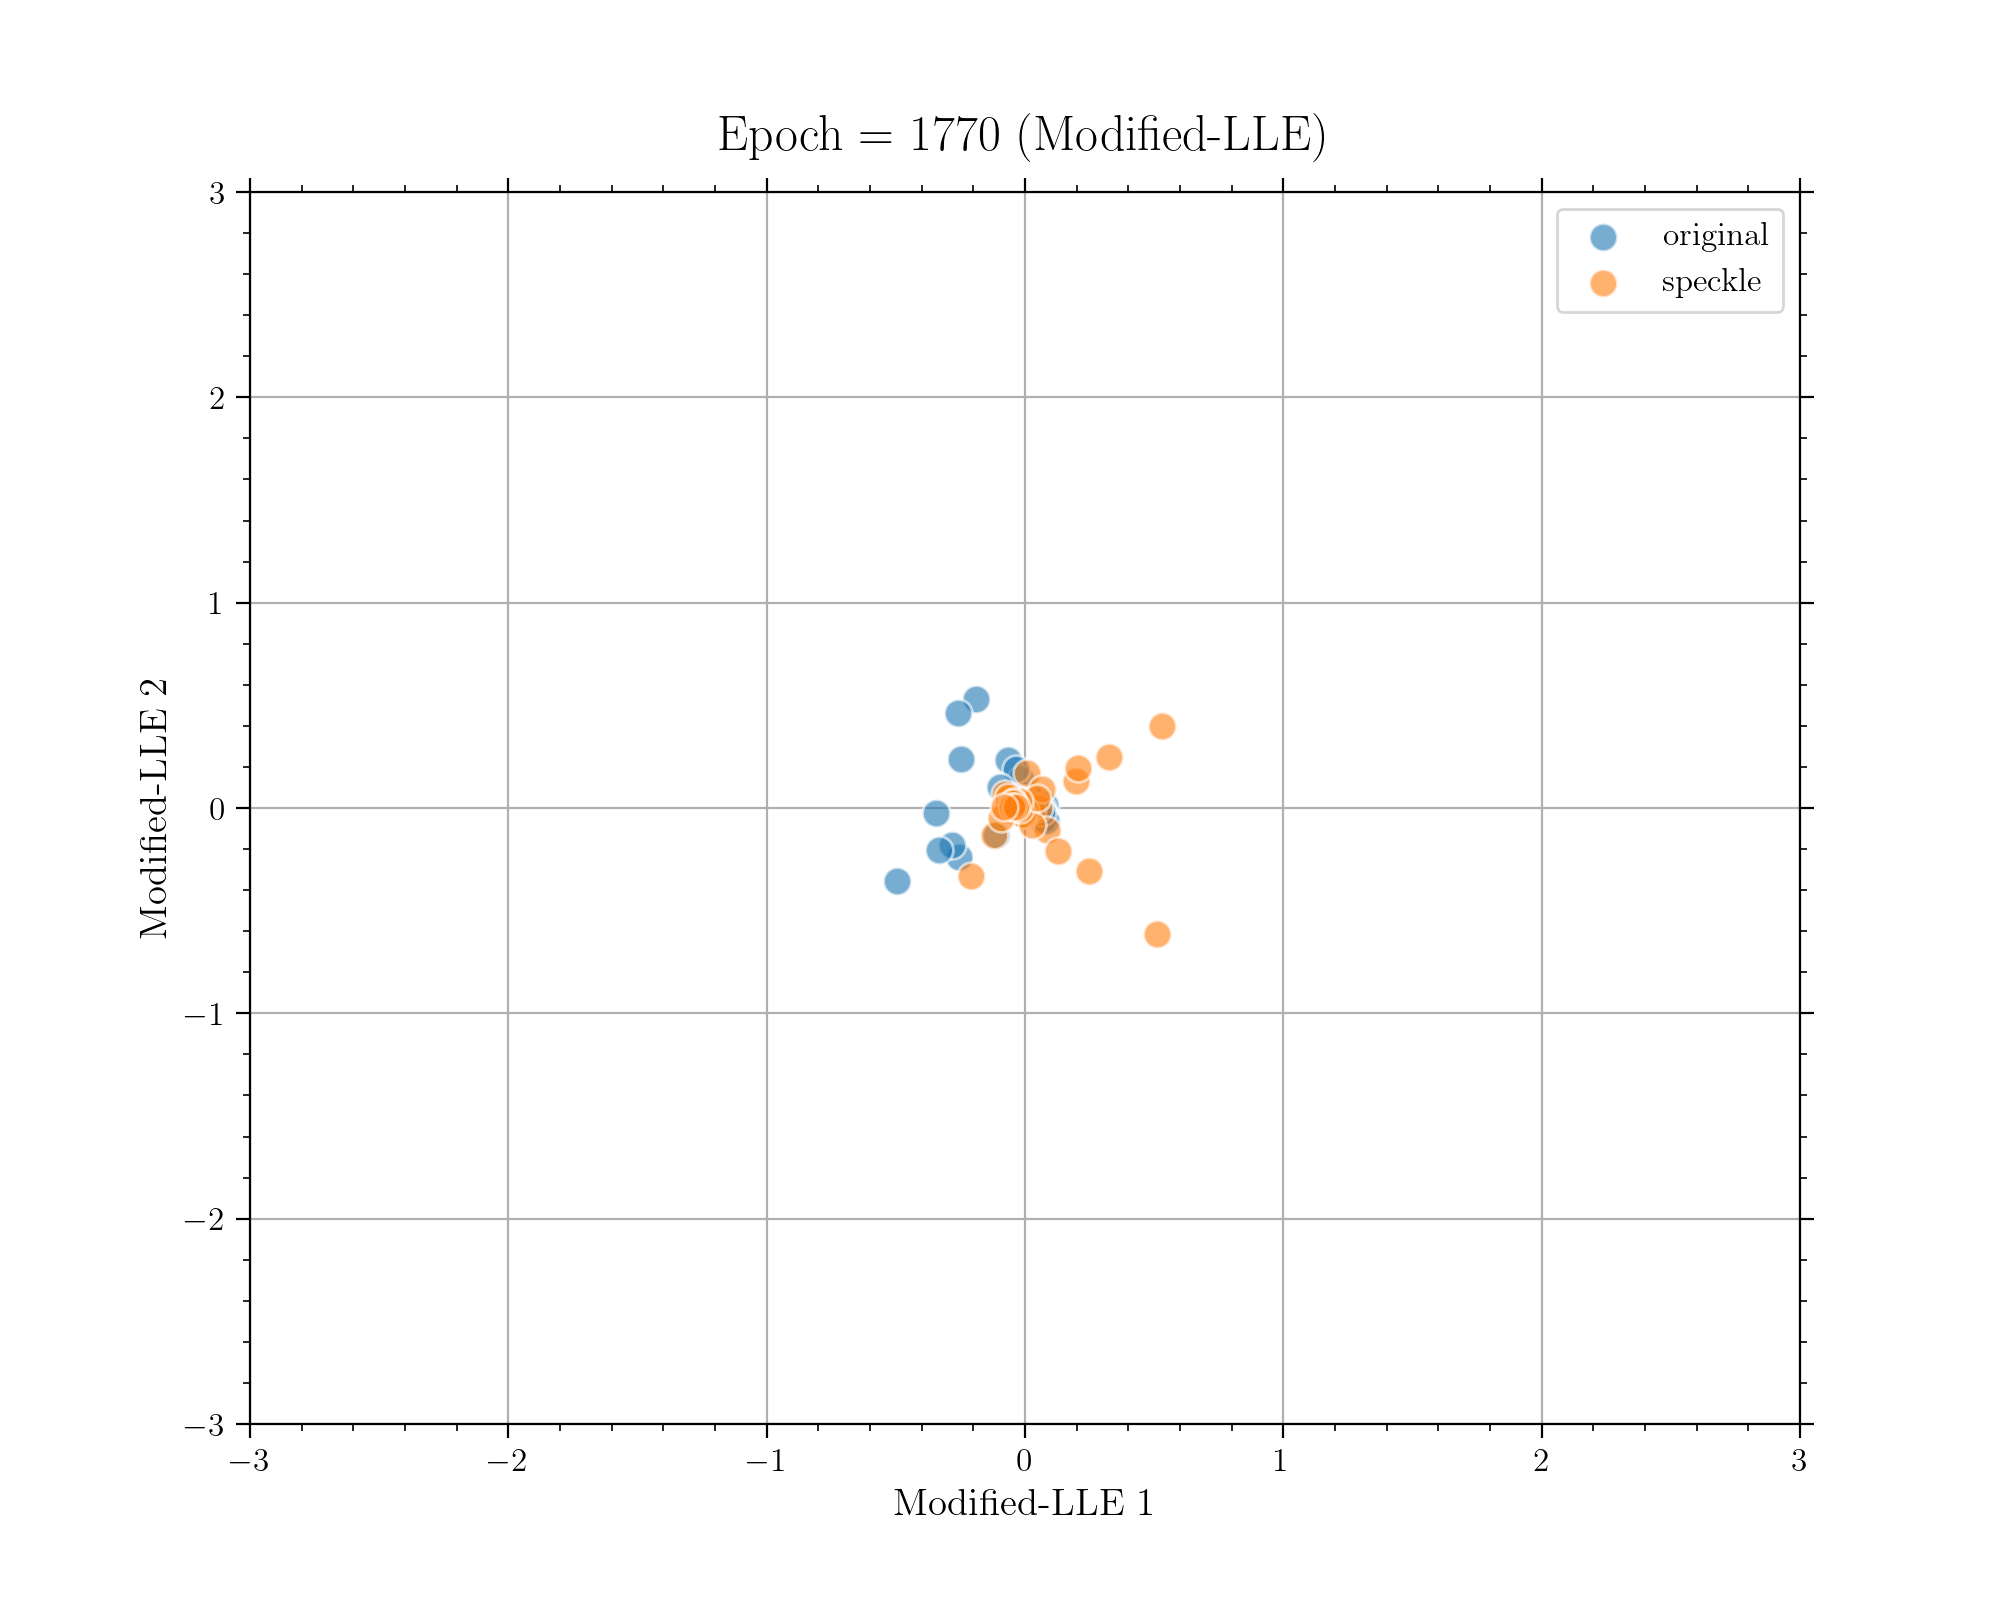 Epoch = 1770 (Modified-LLE)
original
speckle
3
2
1
0
−1
−2
−3
Modified-LLE 2
−3
−2
−1
0
1
2
3
Modified-LLE 1